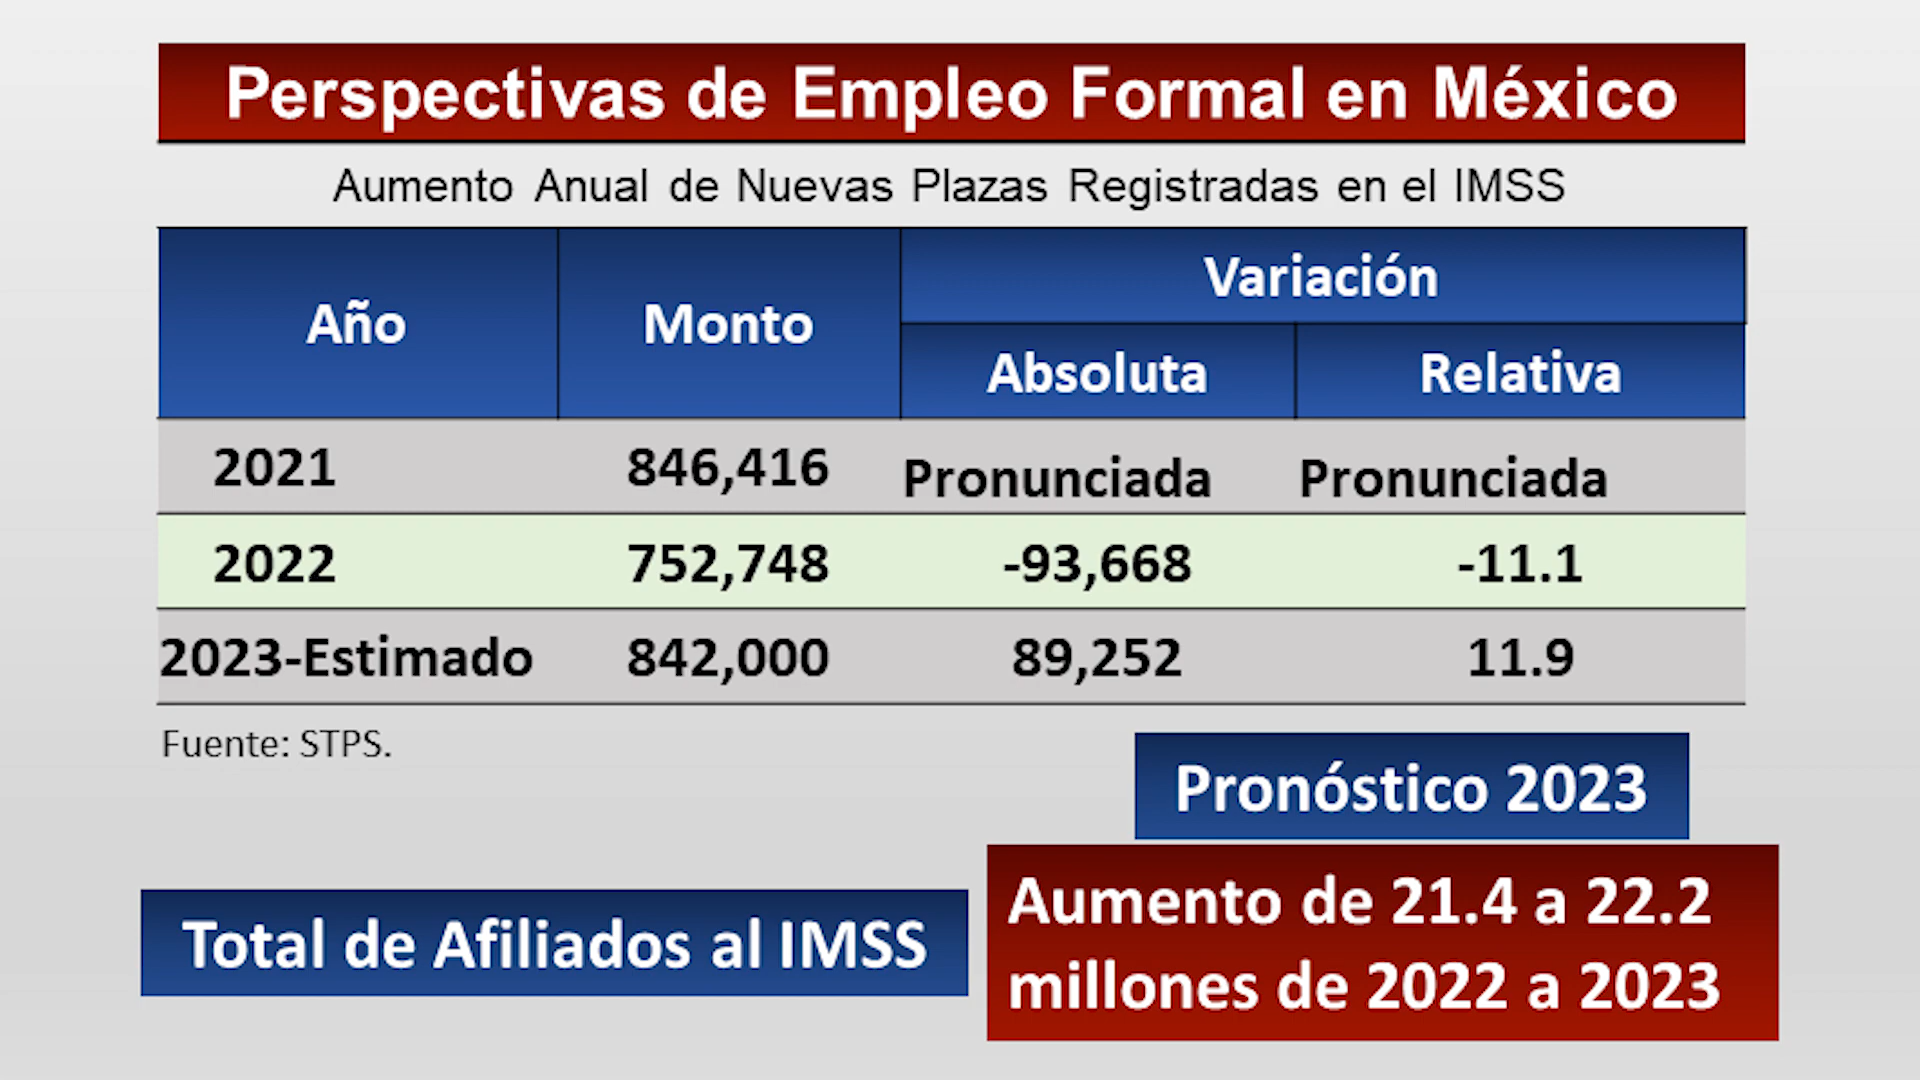 Perspectivas de Empleo Formal en México
Aumento Anual de Nuevas Plazas Registradas en el IMSS
Año Monto Variación
Absoluta Relativa
2021 846,416 Pronunciada Pronunciada
2022 752,748 -93,668 -11.1
2023-Estimado 842,000 89,252 11.9
Fuente: STPS.
Pronóstico 2023
Total de Afiliados al IMSS
Aumento de 21.4 a 22.2
millones de 2022 a 2023